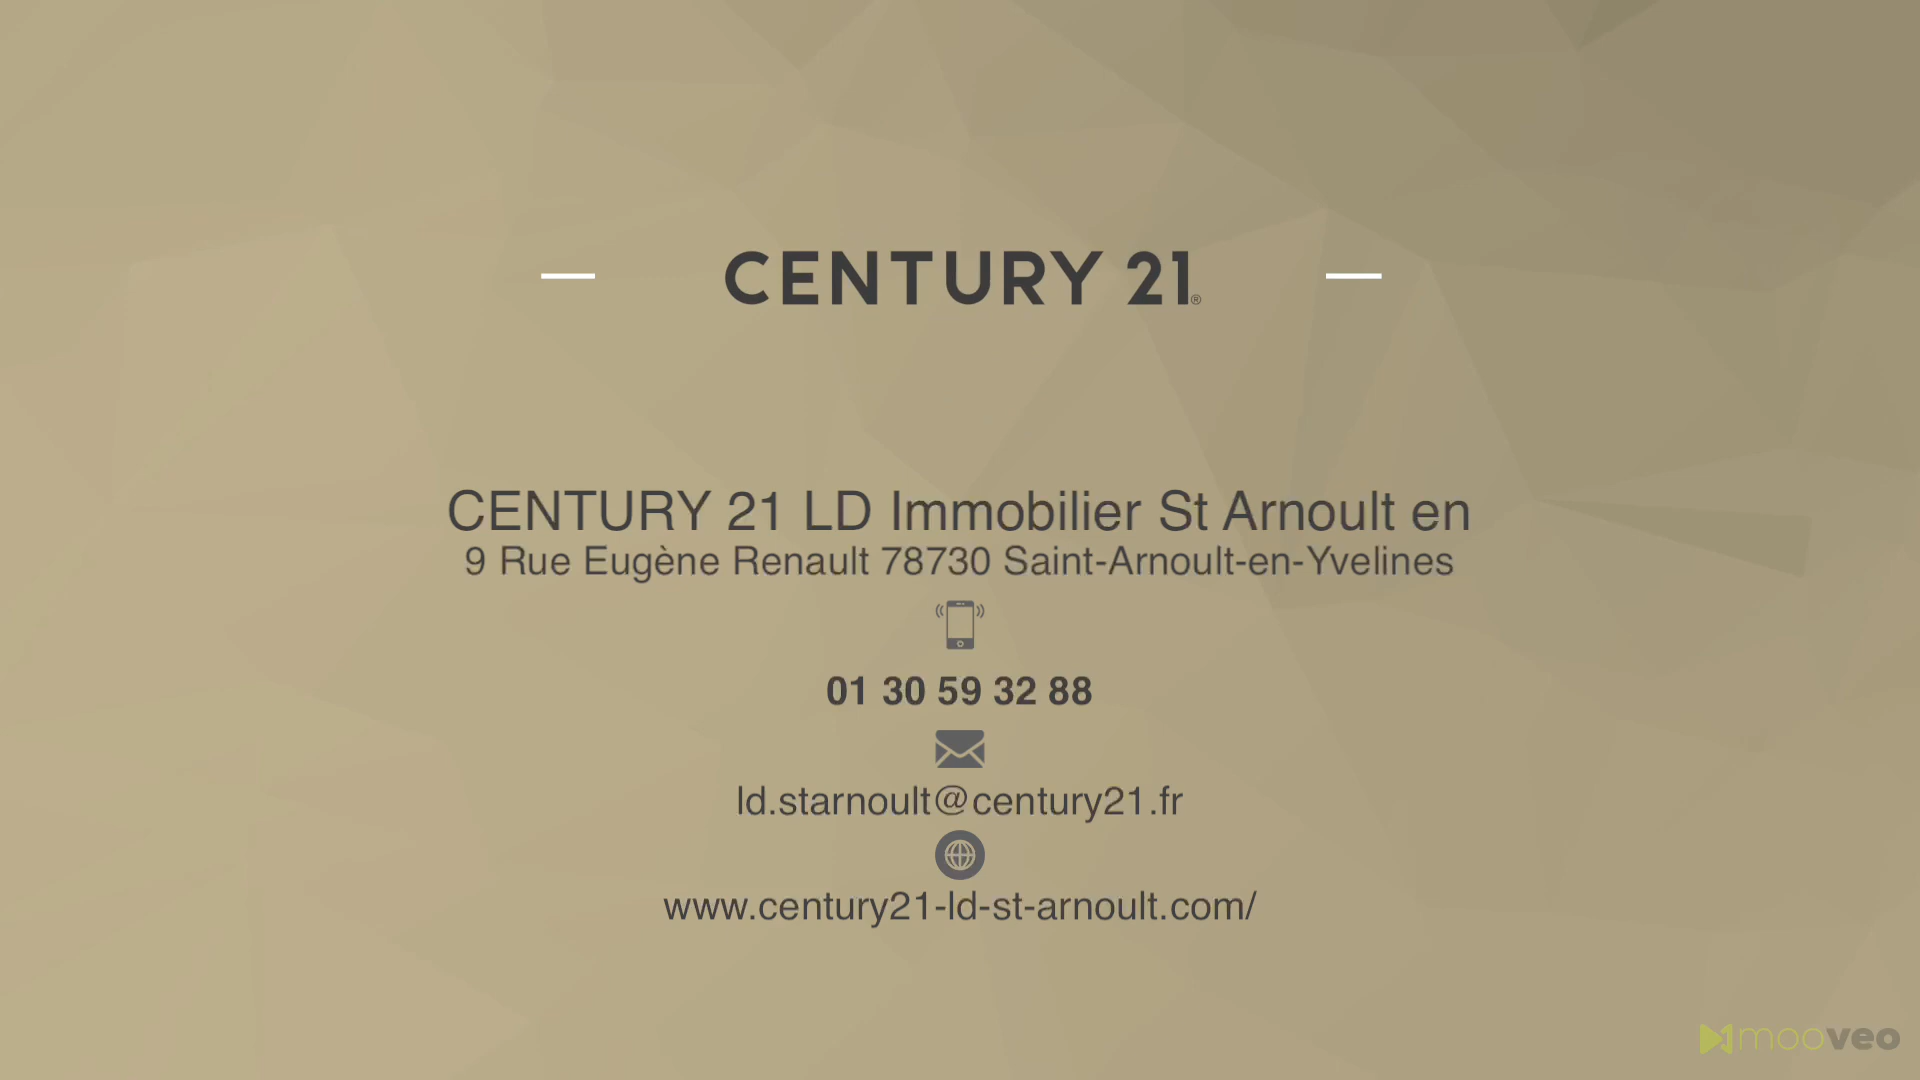 CENTURY 21®
CENTURY 21 LD Immobilier St Arnoult en
9 Rue Eugène Renault 78730 Saint-Arnoult-en-Yvelines
01 30 59 32 88
ld.starnoult@century21.fr
www.century21-ld-st-arnoult.com/
mooveo